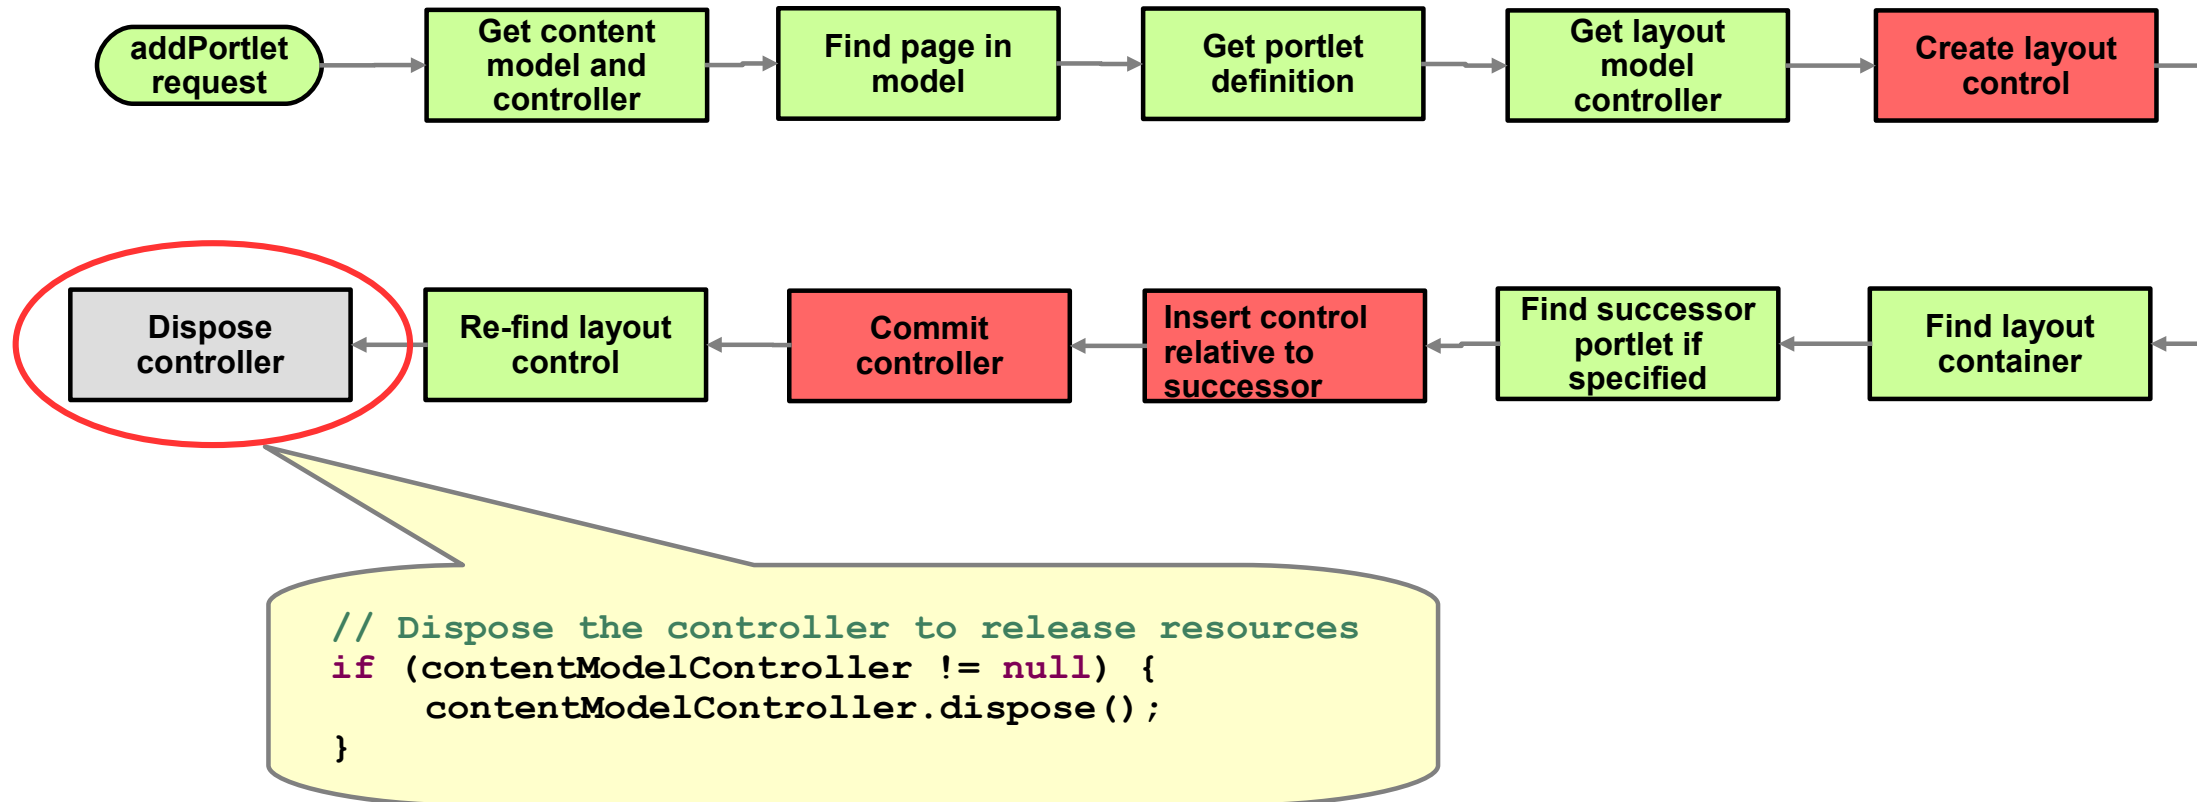 addPortlet
request
Get content
model and
controller
Find page in
model
Get portlet
definition
Get layout
model
controller
Create layout
control
Dispose
controller
Re-find layout
control
Commit
controller
Insert control
relative to
successor
Find successor
portlet if
specified
Find layout
container
// Dispose the controller to release resources
if (contentModelController != null) {
contentModelController.dispose();
}